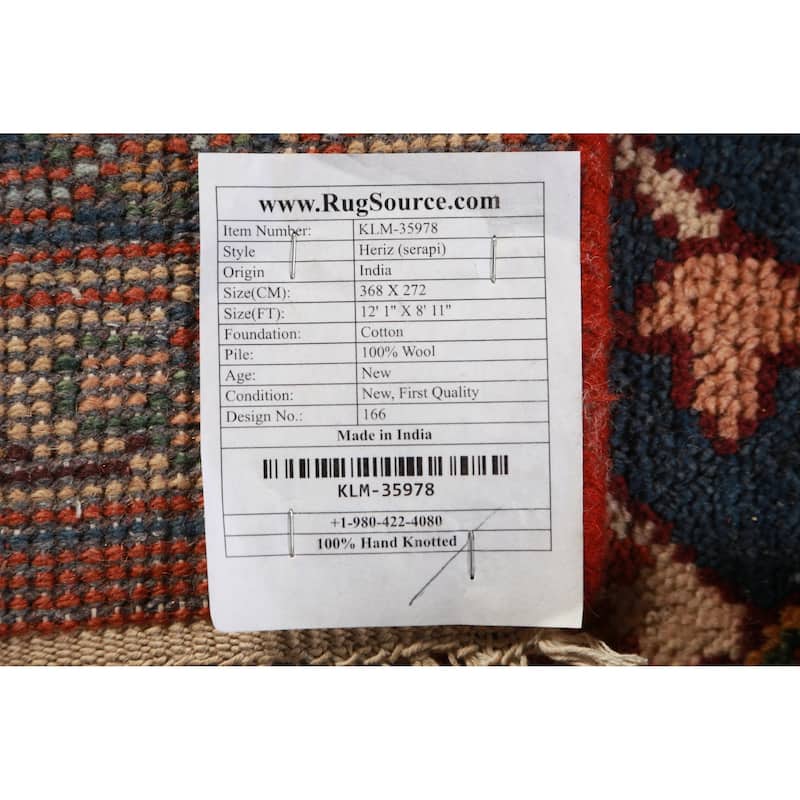 www.RugSource.com
Item Number: KLM-35978
Style Heriz (serapi)
Origin India
Size(CM): 368 X 272
Size(FT): 12' 1" X 8' 11"
Foundation: Cotton
Pile: 100% Wool
Age: New
Condition: New, First Quality
Design No.: 166
Made in India
KLM-35978
+1-980-422-4080
100% Hand Knotted